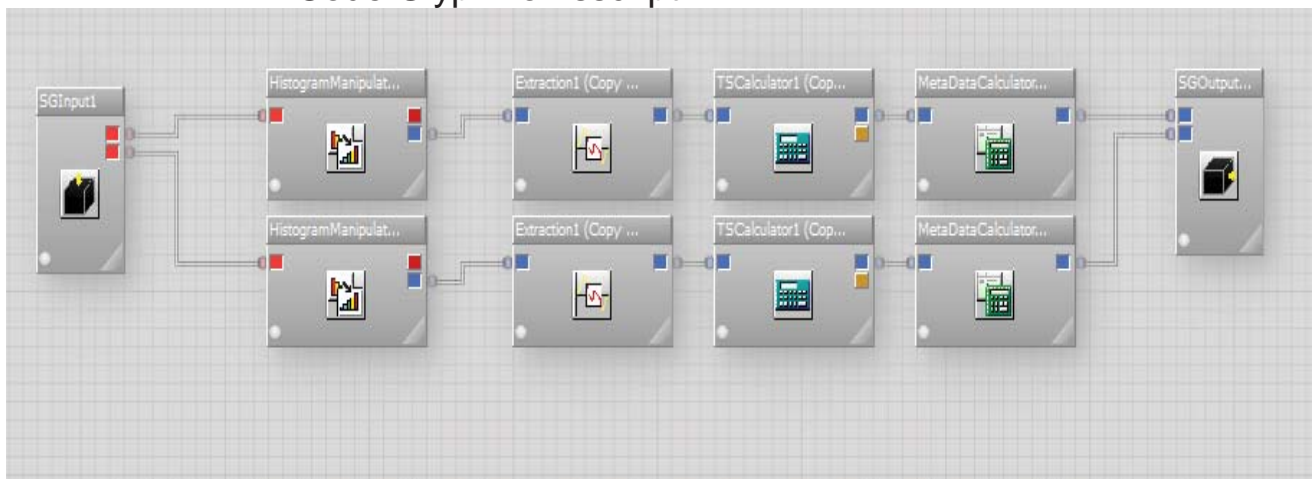 SGInput1
HistogramManipulat...
Extraction1 (Copy ...
TSCalculator1 (Cop...
MetaDataCalculator...
SGOutput...
HistogramManipulat...
Extraction1 (Copy ...
TSCalculator1 (Cop...
MetaDataCalculator...